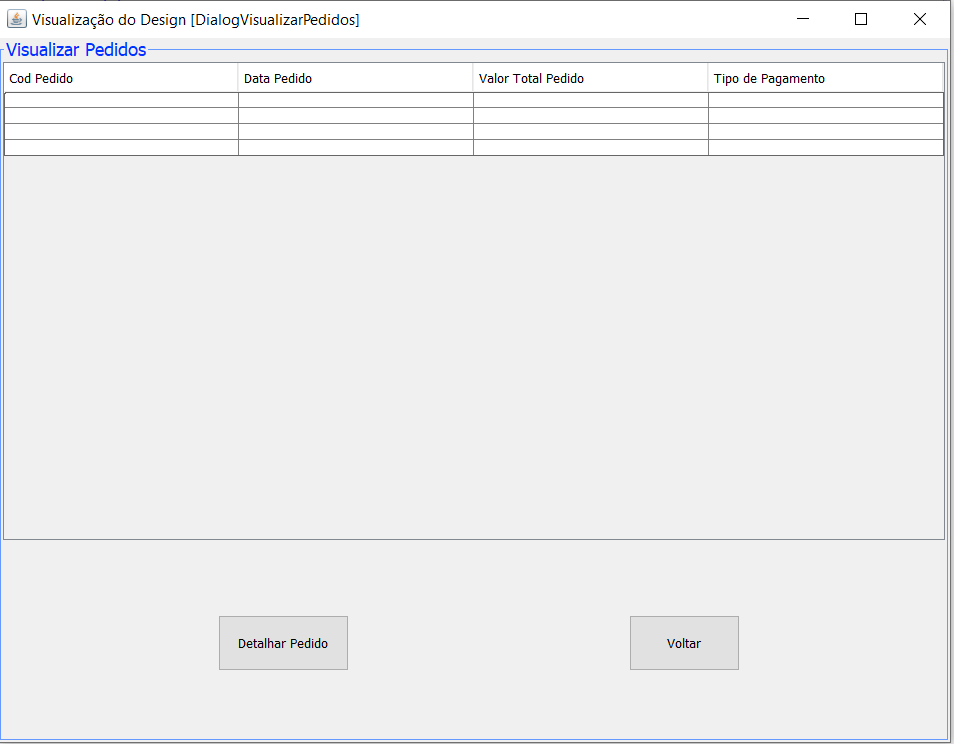 Visualização do Design [DialogVisualizarPedidos]
Visualizar Pedidos
Cod Pedido Data Pedido Valor Total Pedido Tipo de Pagamento
Detalhar Pedido Voltar